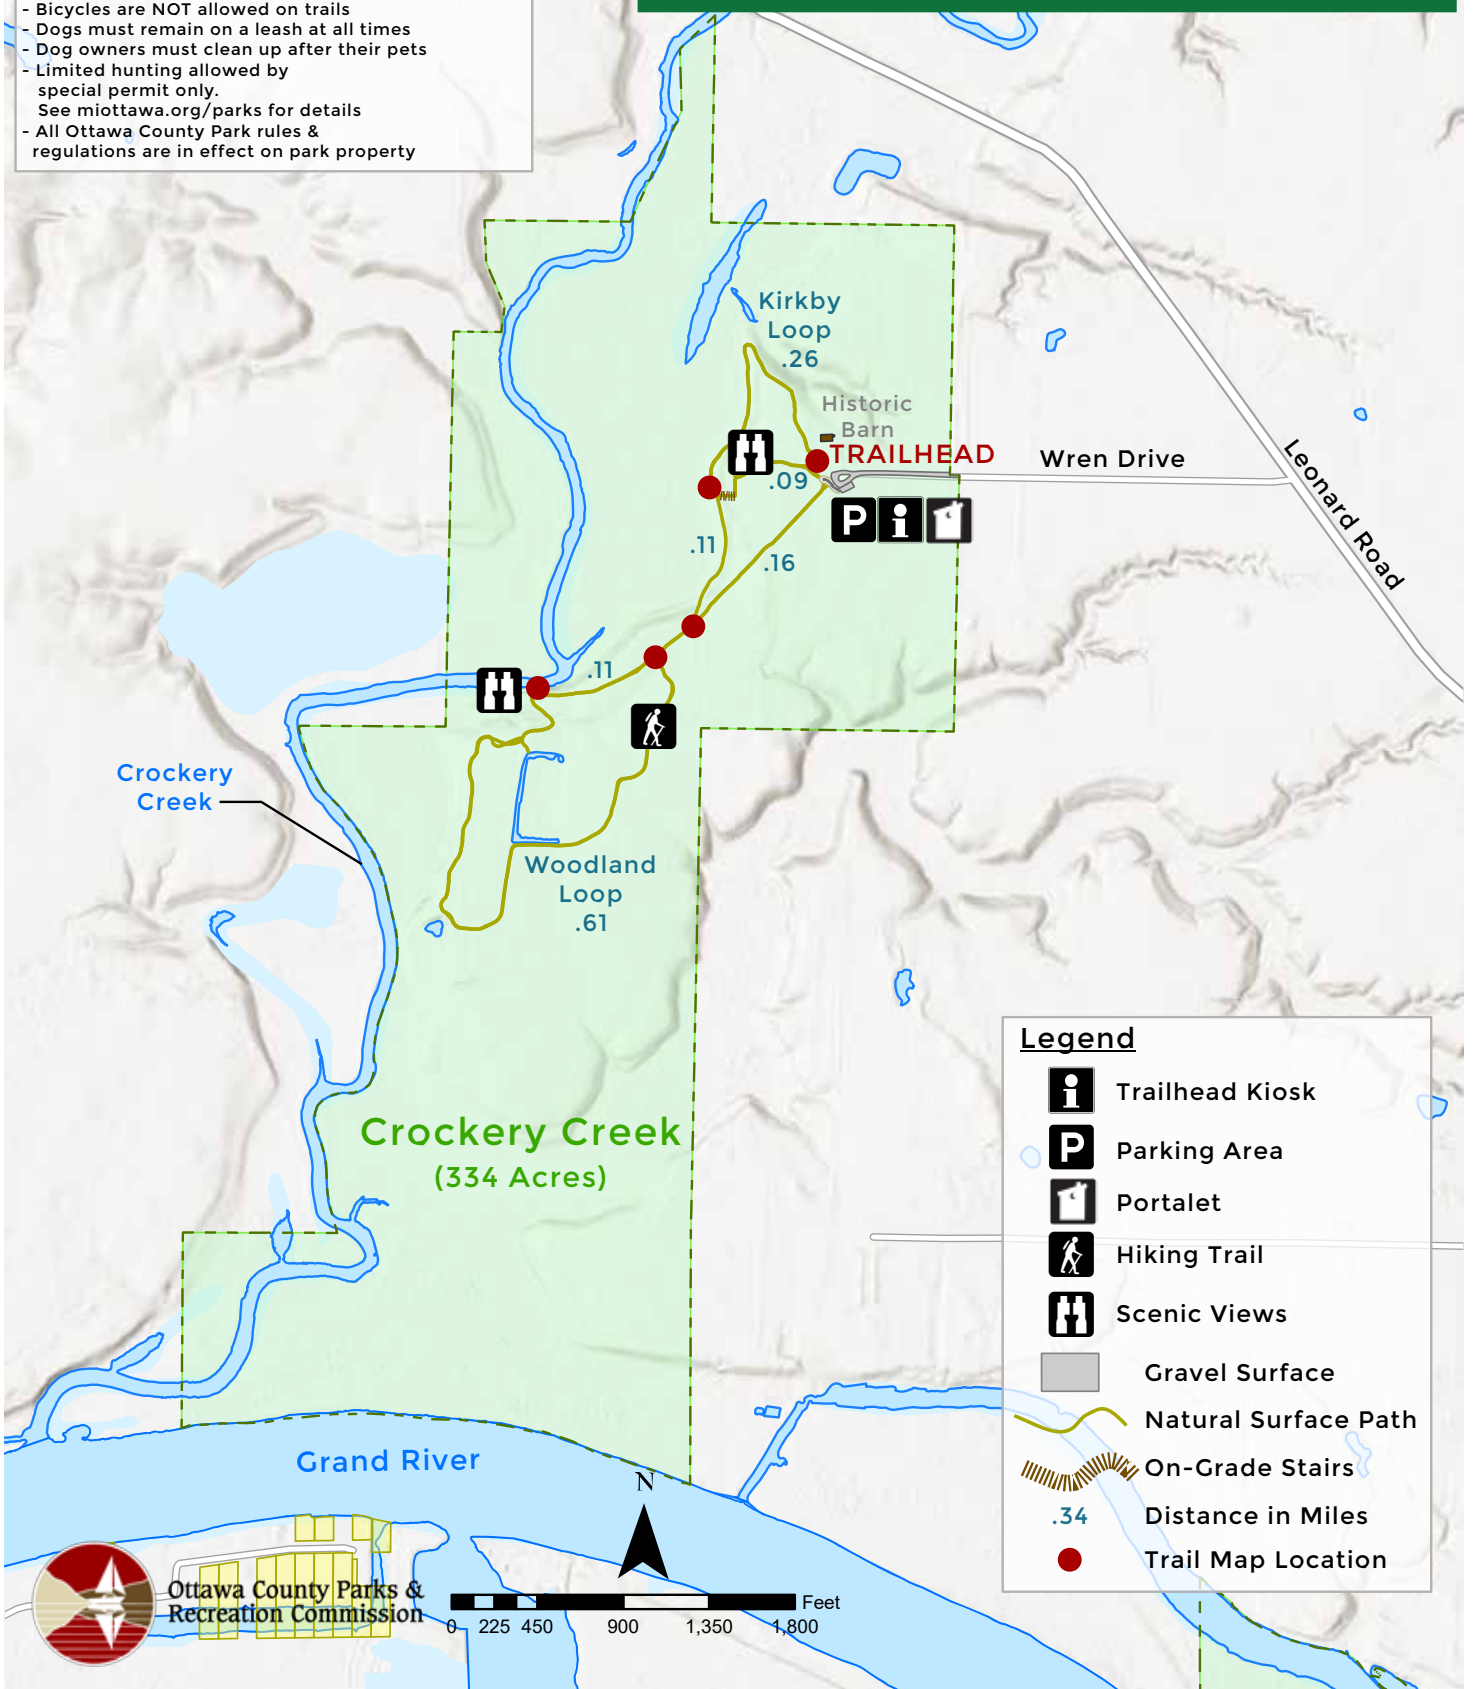 - Bicycles are NOT allowed on trails
- Dogs must remain on a leash at all times
- Dog owners must clean up after their pets
- Limited hunting allowed by
special permit only.
See miottawa.org/parks for details
- All Ottawa County Park rules &
regulations are in effect on park property
Kirkby
Loop
.26
Historic
Barn
TRAILHEAD
Wren Drive
Leonard Road
.09
P
i
.11
.16
.11
Crockery
Creek
Woodland
Loop
.61
Crockery Creek
(334 Acres)
Grand River
Legend
i Trailhead Kiosk
P Parking Area
Portalet
Hiking Trail
Scenic Views
Gravel Surface
Natural Surface Path
On-Grade Stairs
.34 Distance in Miles
Trail Map Location
N
Ottawa County Parks &
Recreation Commission
Feet
0 225 450 900 1,350 1,800